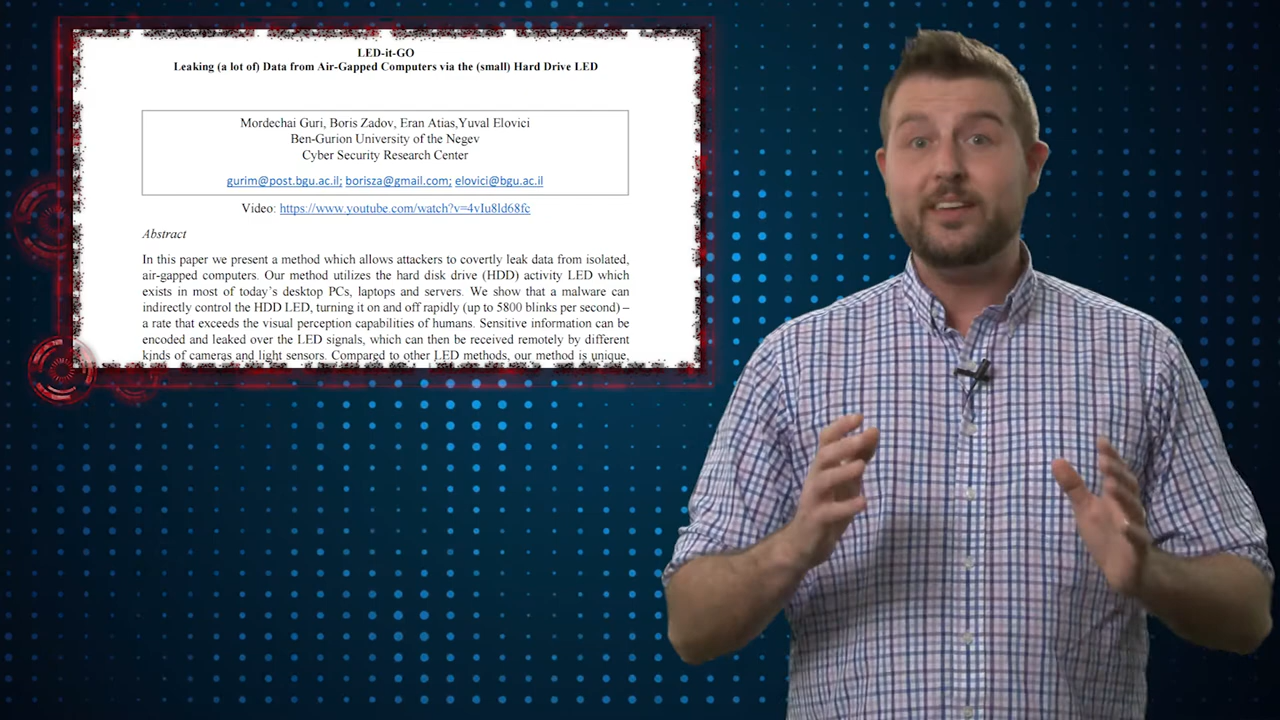 LED-it-GO
Leaking (a lot of) Data from Air-Gapped Computers via the (small) Hard Drive LED
Mordechai Guri, Boris Zadov, Eran Atias,Yuval Elovici
Ben-Gurion University of the Negev
Cyber Security Research Center
gurim@post.bgu.ac.il; borisza@gmail.com; elovici@bgu.ac.il
Video: https://www.youtube.com/watch?v=4vIu8ld68fc
Abstract
In this paper we present a method which allows attackers to covertly leak data from isolated,
air-gapped computers. Our method utilizes the hard disk drive (HDD) activity LED which
exists in most of today's desktop PCs, laptops and servers. We show that a malware can
indirectly control the HDD LED, turning it on and off rapidly (up to 5800 blinks per second) –
a rate that exceeds the visual perception capabilities of humans. Sensitive information can be
encoded and leaked over the LED signals, which can then be received remotely by different
kinds of cameras and light sensors. Compared to other LED methods, our method is unique,